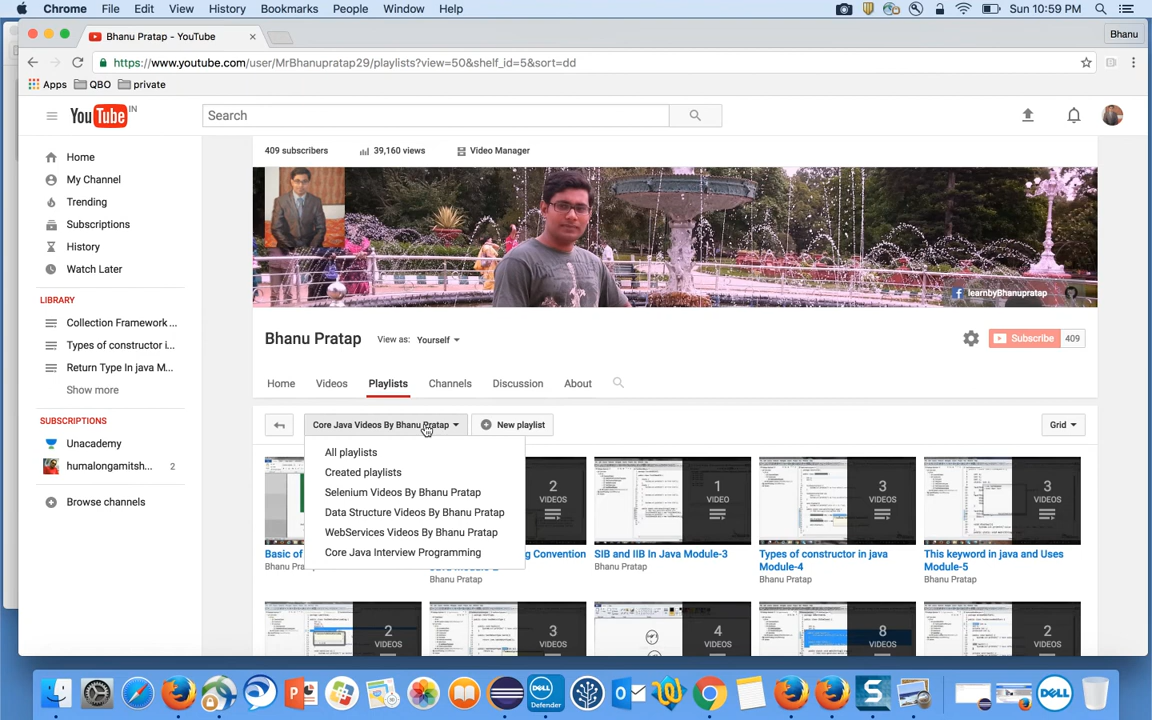 Chrome File Edit View History Bookmarks People Window Help Sun 10:59 PM
Bhanu Pratap - YouTube Bhanu
https://www.youtube.com/user/MrBhanupratap29/playlists?view=50&shelf_id=5&sort=dd
Apps QBO private
YouTube IN Search
409 subscribers 39,160 views Video Manager
Home
My Channel
Trending
Subscriptions
History
Watch Later
LIBRARY
Collection Framework ...
Types of constructor i...
Return Type In java M...
Show more
SUBSCRIPTIONS
Unacademy
humalongamitsh... 2
Browse channels
learnbyBhanupratap
Bhanu Pratap View as: Yourself Subscribe 409
Home Videos Playlists Channels Discussion About
Core Java Videos By Bhanu Pratap New playlist Grid
All playlists
Created playlists
Selenium Videos By Bhanu Pratap
Data Structure Videos By Bhanu Pratap
WebServices Videos By Bhanu Pratap
Core Java Interview Programming
2 VIDEOS
1 VIDEO
3 VIDEOS
3 VIDEOS
Basic of
Bhanu Pra
ng Convention
SIB and IIB In Java Module-3
Bhanu Pratap
Types of constructor in java Module-4
Bhanu Pratap
This keyword in java and Uses Module-5
Bhanu Pratap
2 VIDEOS
3 VIDEOS
4 VIDEOS
8 VIDEOS
2 VIDEOS
DELL Defender
DELL